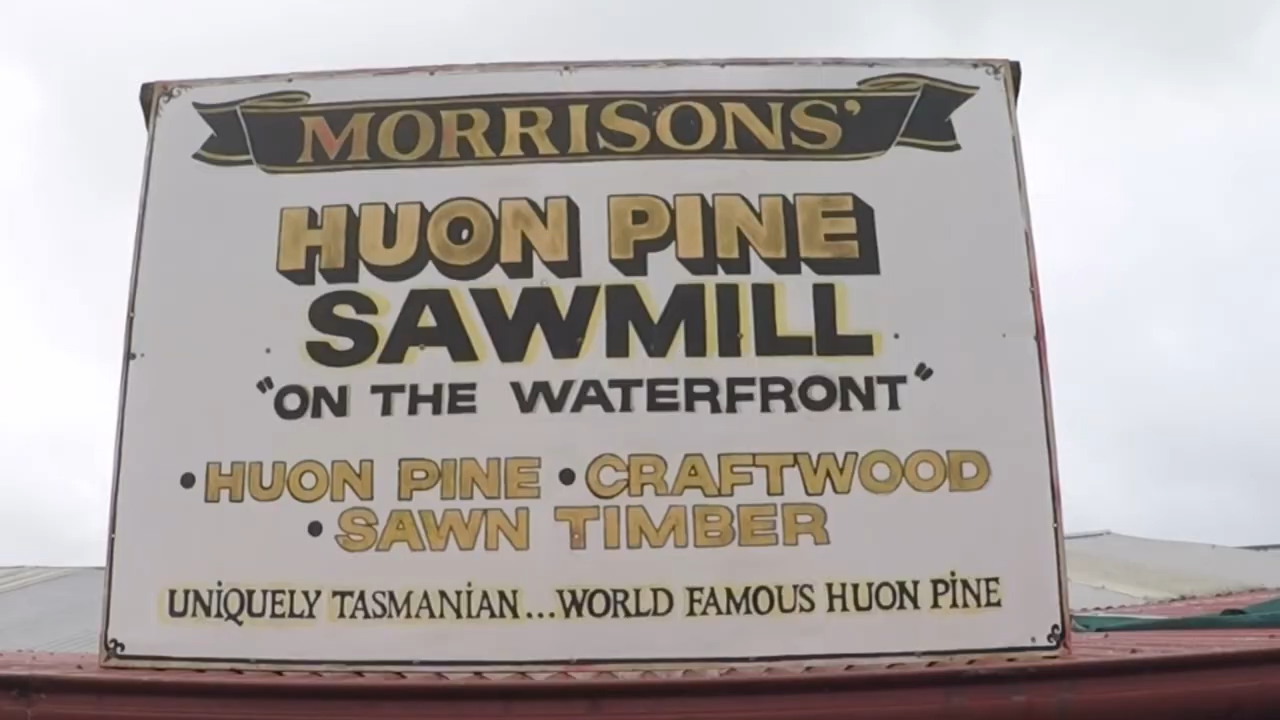 MORRISONS'
HUON PINE
SAWMILL
"ON THE WATERFRONT"
•HUON PINE •CRAFTWOOD
•SAWN TIMBER
UNiQUELY TASMANiAN...WORLD FAMOUS HUON PiNE